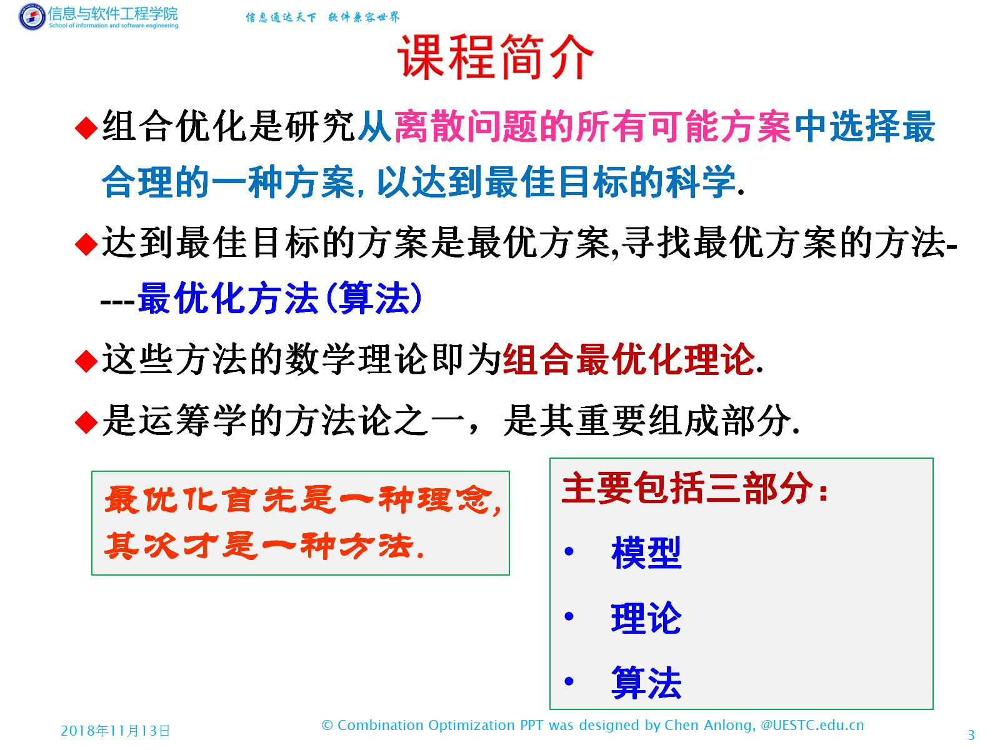 信息与软件工程学院
School of information and software engineering
信息通达天下 软件兼容世界
课程简介
◆组合优化是研究从离散问题的所有可能方案中选择最
合理的一种方案,以达到最佳目标的科学.
◆达到最佳目标的方案是最优方案,寻找最优方案的方法-
---最优化方法(算法)
◆这些方法的数学理论即为组合最优化理论.
◆是运筹学的方法论之一，是其重要组成部分.
最优化首先是一种理念,
其次才是一种方法.
主要包括三部分：
• 模型
• 理论
• 算法
2018年11月13日
© Combination Optimization PPT was designed by Chen Anlong, @UESTC.edu.cn
3